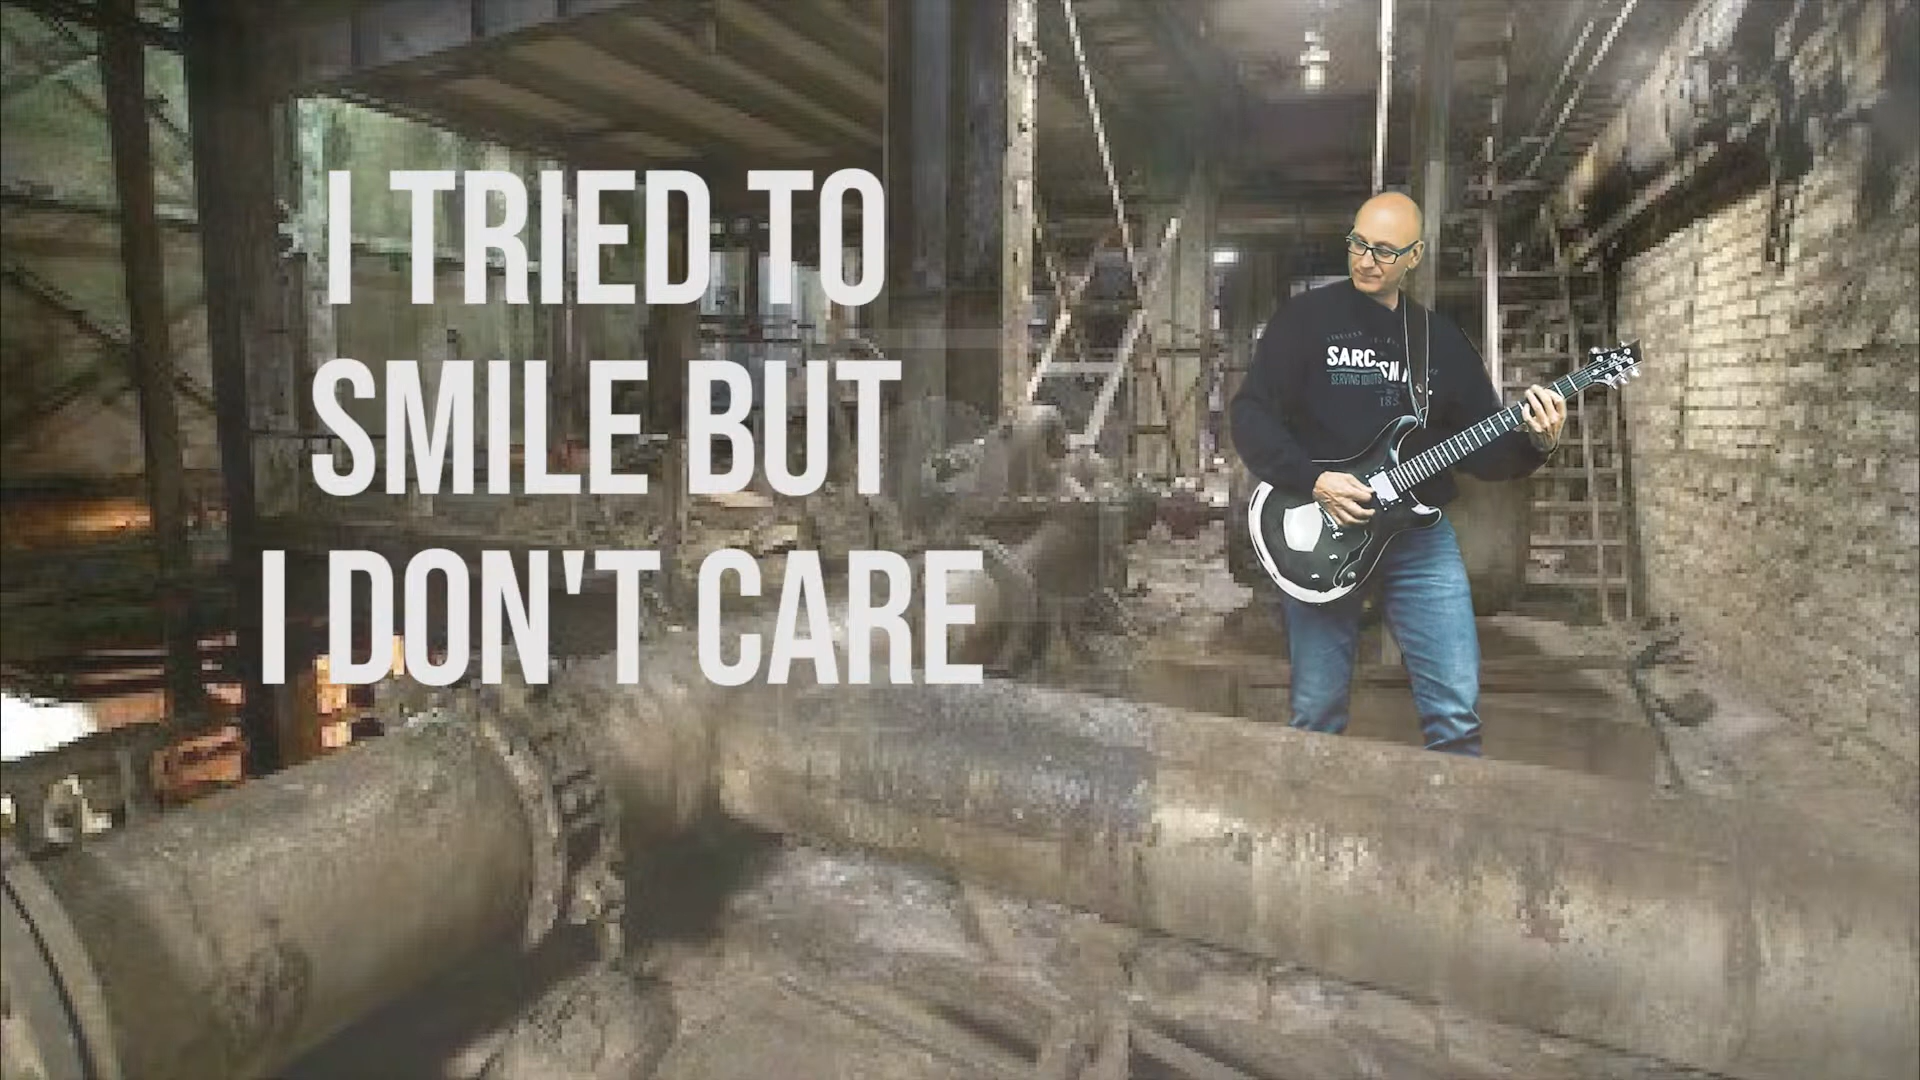 I TRIED TO
SMILE BUT
I DON'T CARE
SARC
SERVING IDIOTS